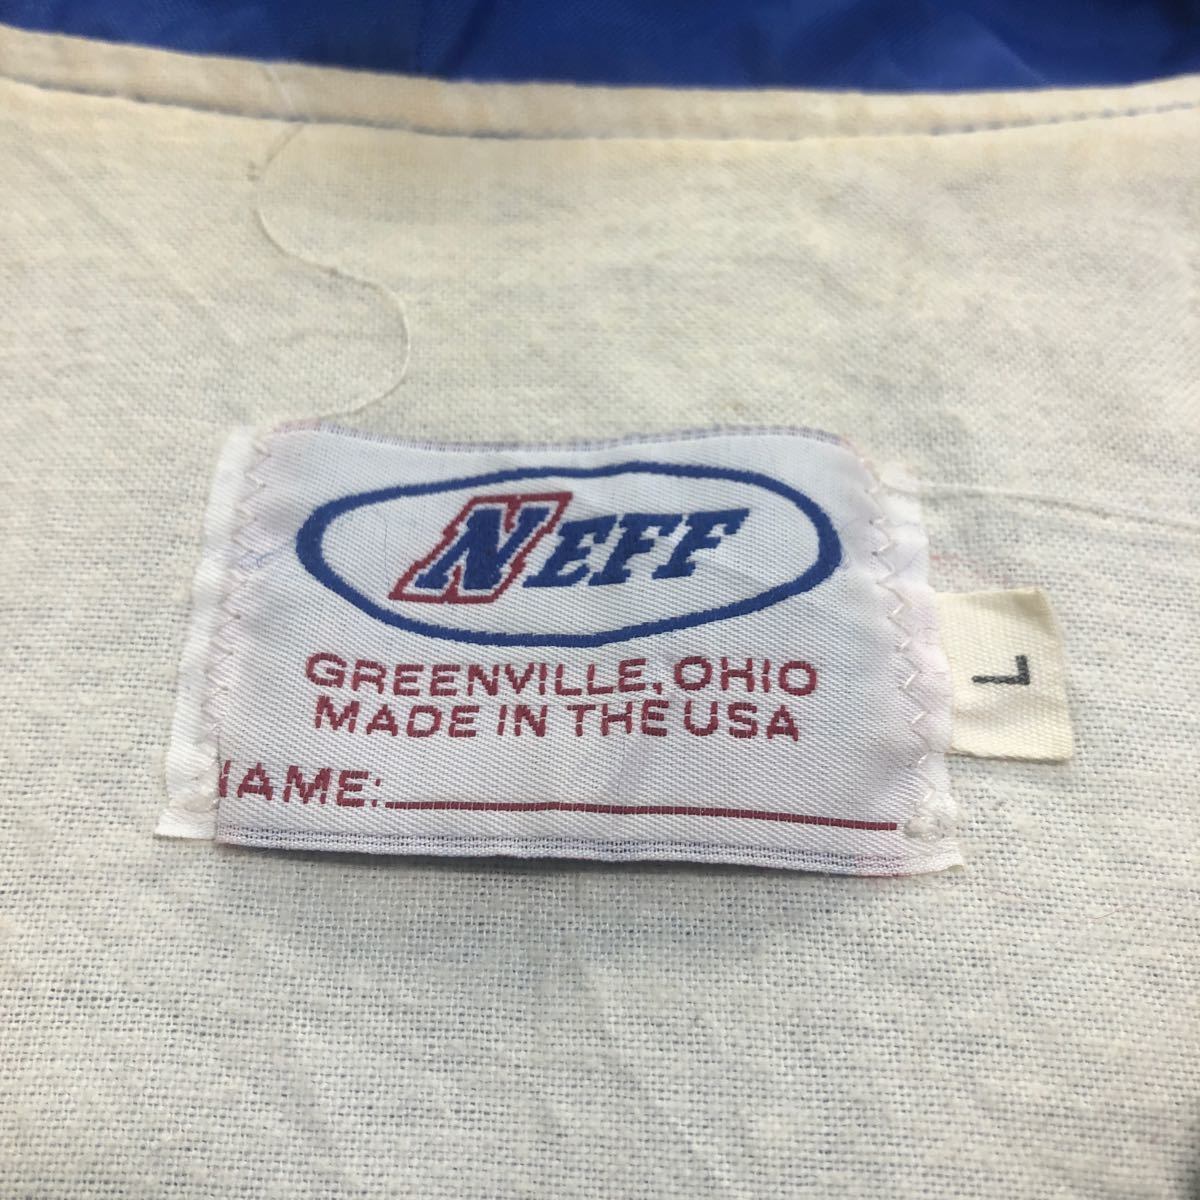 NEFF
GREENVILLE, OHIO
MADE IN THE USA
NAME:
L